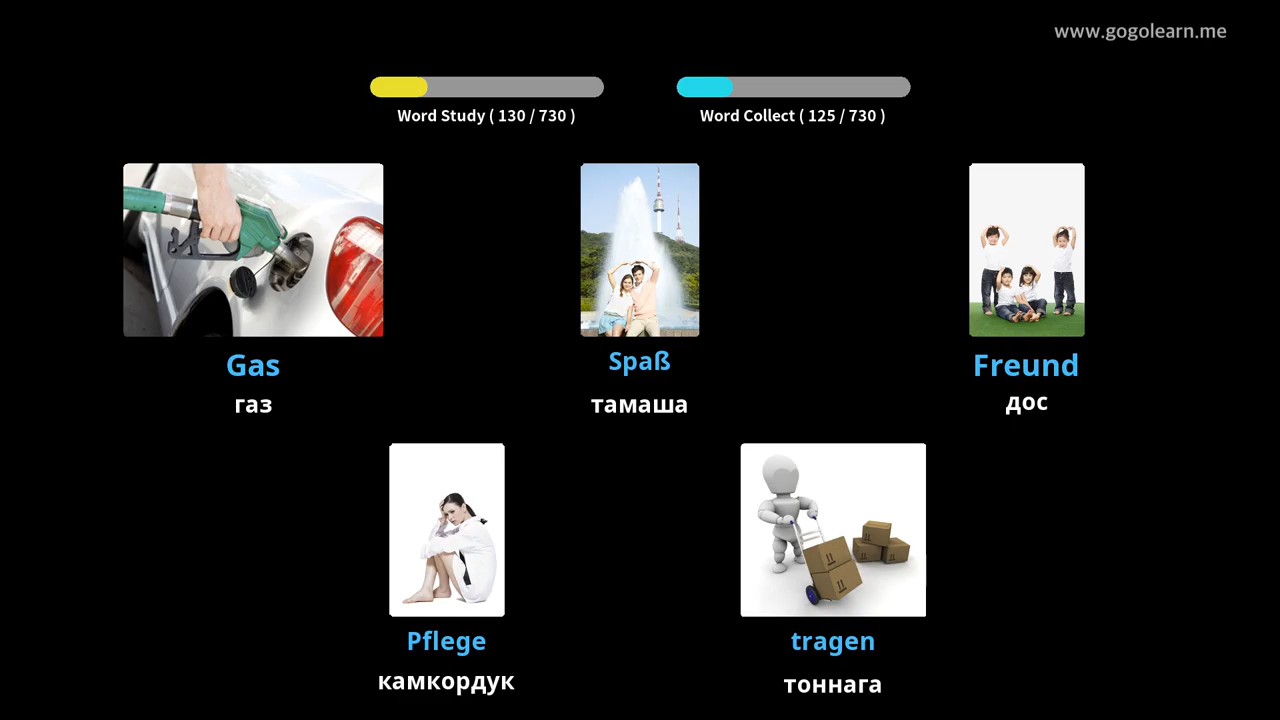 www.gogolearn.me
Word Study ( 130 / 730 )
Word Collect ( 125 / 730 )
Gas
газ
Spaß
тамаша
Freund
дос
Pflege
камкордук
tragen
тоннага